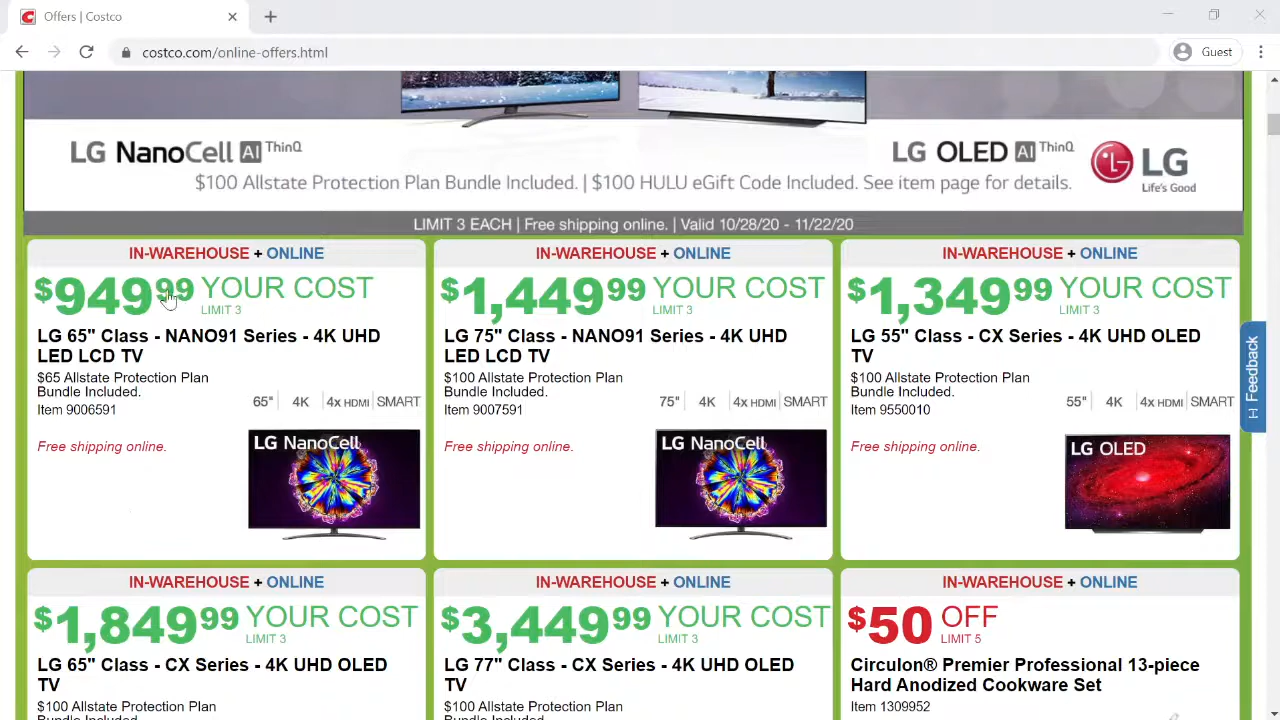 Offers | Costco
costco.com/online-offers.html
Guest
LG NanoCell AI ThinQ
LG OLED AI ThinQ
LG
Life's Good
$100 Allstate Protection Plan Bundle Included. | $100 HULU eGift Code Included. See item page for details.
LIMIT 3 EACH | Free shipping online. | Valid 10/28/20 - 11/22/20
IN-WAREHOUSE + ONLINE
$949.99 YOUR COST
LIMIT 3
LG 65" Class - NANO91 Series - 4K UHD
LED LCD TV
$65 Allstate Protection Plan
Bundle Included.
Item 9006591
65" | 4K | 4x HDMI | SMART
Free shipping online.
LG NanoCell
IN-WAREHOUSE + ONLINE
$1,449 99 YOUR COST
LIMIT 3
LG 75" Class - NANO91 Series - 4K UHD
LED LCD TV
$100 Allstate Protection Plan
Bundle Included.
Item 9007591
75" | 4K | 4x HDMI | SMART
Free shipping online.
LG NanoCell
IN-WAREHOUSE + ONLINE
$1,349 99 YOUR COST
LIMIT 3
LG 55" Class - CX Series - 4K UHD OLED
TV
$100 Allstate Protection Plan
Bundle Included.
Item 9550010
55" | 4K | 4x HDMI | SMART
Free shipping online.
LG OLED
Feedback
IN-WAREHOUSE + ONLINE
$1,849 99 YOUR COST
LIMIT 3
LG 65" Class - CX Series - 4K UHD OLED
TV
$100 Allstate Protection Plan
Bundle Included.
IN-WAREHOUSE + ONLINE
$3,449 99 YOUR COST
LIMIT 3
LG 77" Class - CX Series - 4K UHD OLED
TV
$100 Allstate Protection Plan
Bundle Included.
IN-WAREHOUSE + ONLINE
$50 OFF
LIMIT 5
Circulon® Premier Professional 13-piece
Hard Anodized Cookware Set
Item 1309952